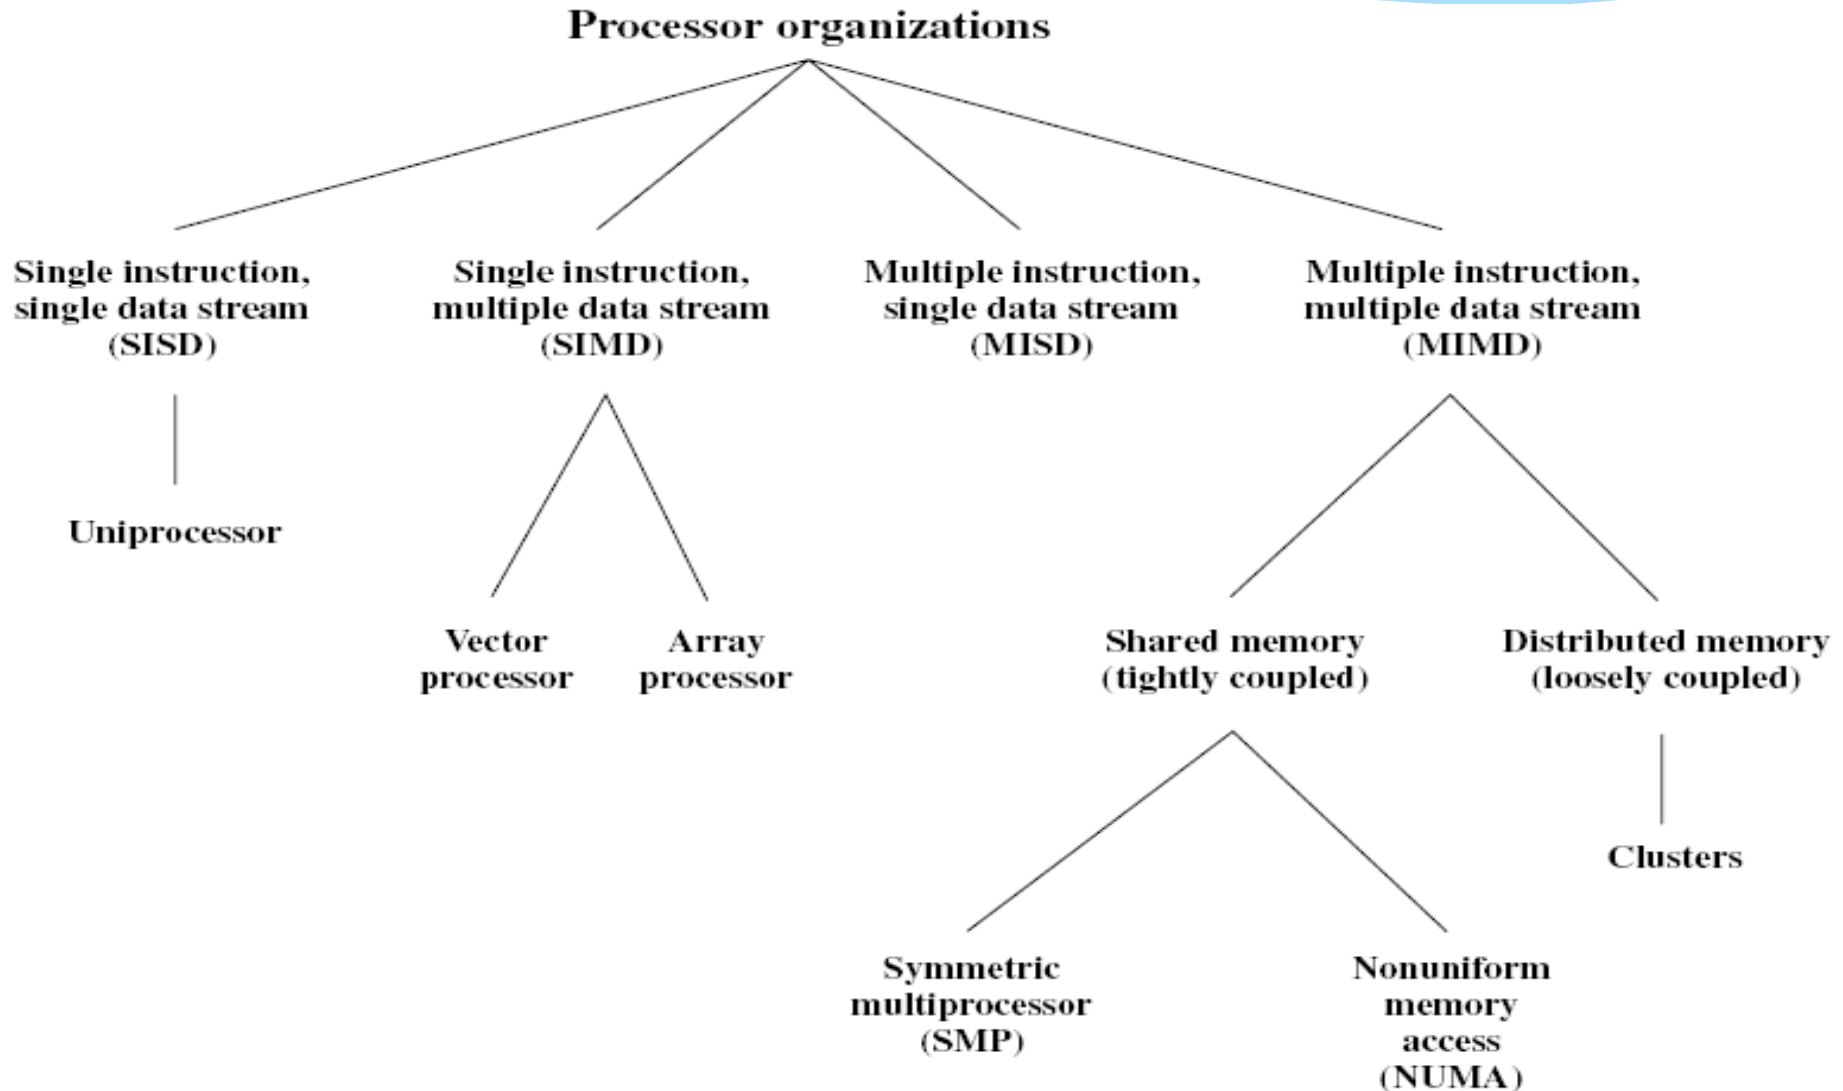 Processor organizations
Single instruction,
single data stream
(SISD)
Single instruction,
multiple data stream
(SIMD)
Multiple instruction,
single data stream
(MISD)
Multiple instruction,
multiple data stream
(MIMD)
Uniprocessor
Vector
processor
Array
processor
Shared memory
(tightly coupled)
Distributed memory
(loosely coupled)
Clusters
Symmetric
multiprocessor
(SMP)
Nonuniform
memory
access
(NUMA)